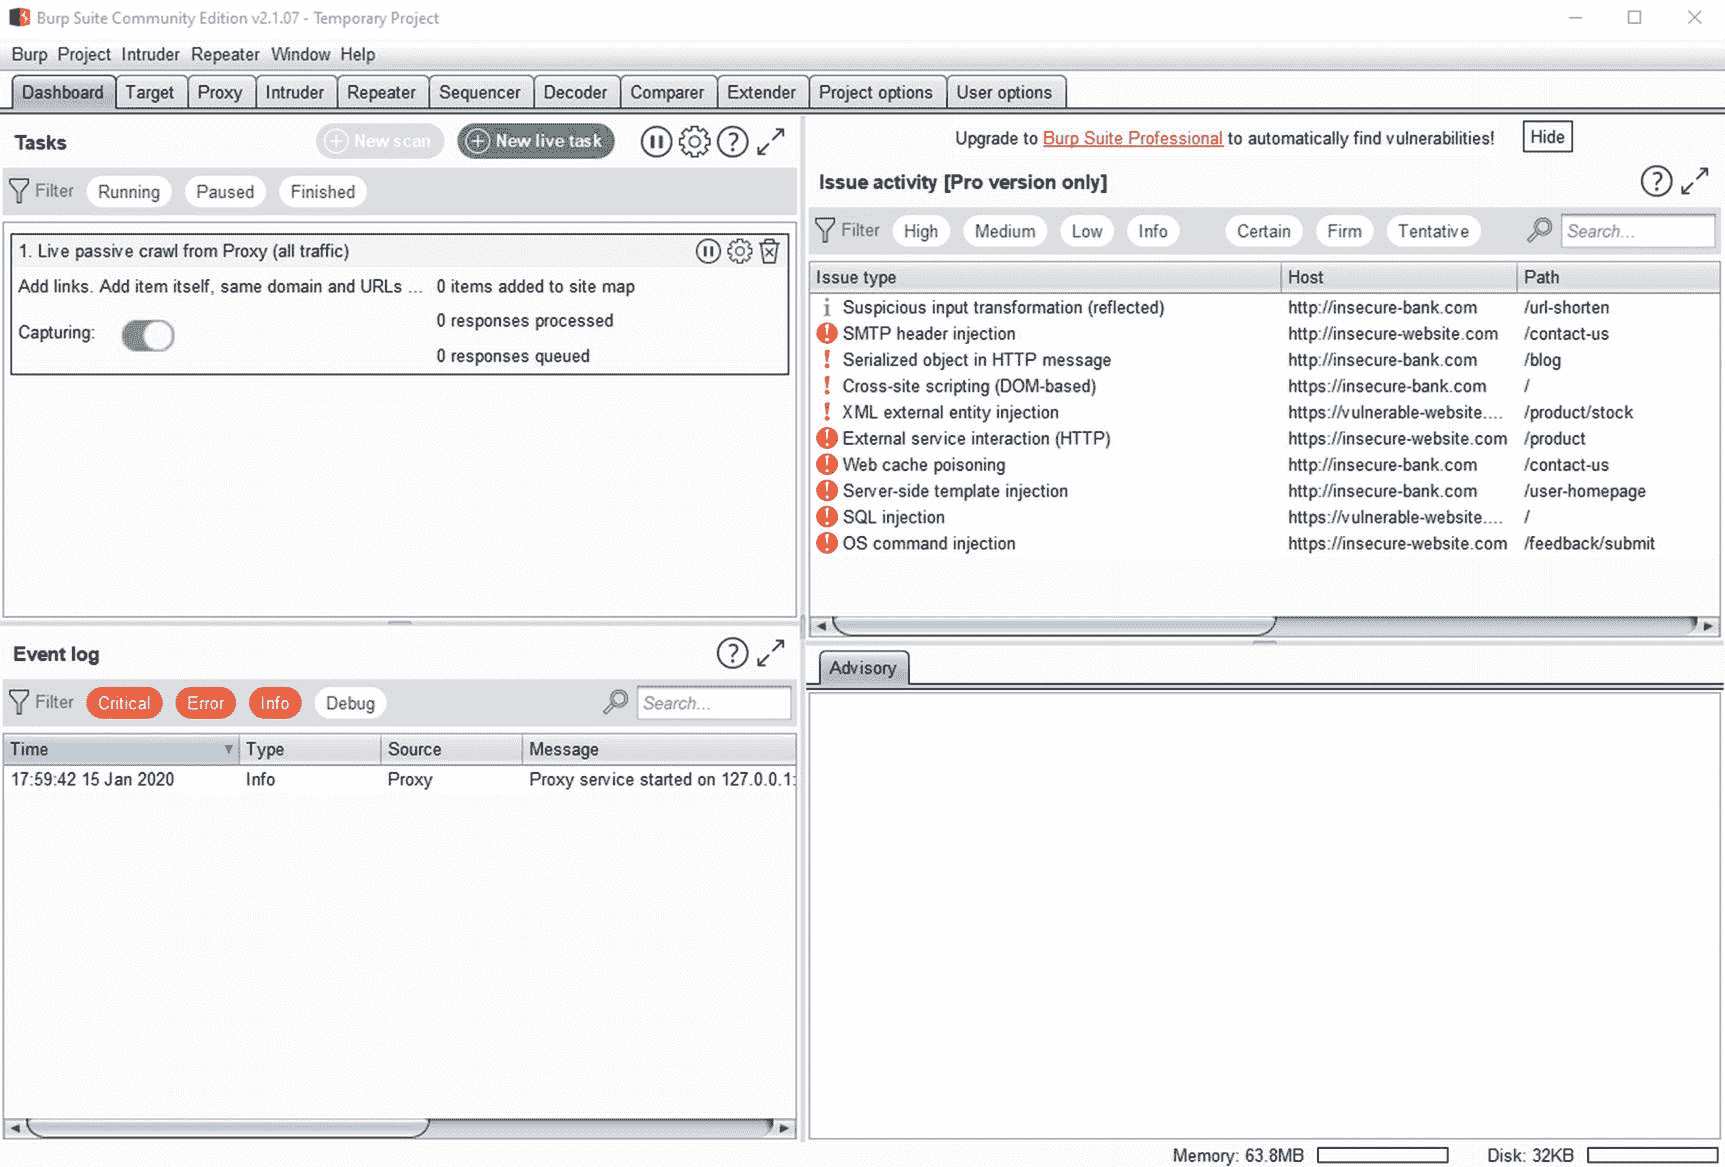 Burp Suite Community Edition v2.1.07 - Temporary Project
Burp Project Intruder Repeater Window Help
Dashboard Target Proxy Intruder Repeater Sequencer Decoder Comparer Extender Project options User options
Tasks
New scan
New live task
Filter Running Paused Finished
1. Live passive crawl from Proxy (all traffic)
Add links. Add item itself, same domain and URLs ... 0 items added to site map
Capturing:
0 responses processed
0 responses queued
Event log
Filter Critical Error Info Debug Search...
Time Type Source Message
17:59:42 15 Jan 2020 Info Proxy Proxy service started on 127.0.0.1:
Upgrade to Burp Suite Professional to automatically find vulnerabilities! Hide
Issue activity [Pro version only]
Filter High Medium Low Info Certain Firm Tentative Search...
Issue type Host Path
Suspicious input transformation (reflected) http://insecure-bank.com /url-shorten
SMTP header injection http://insecure-website.com /contact-us
Serialized object in HTTP message http://insecure-bank.com /blog
Cross-site scripting (DOM-based) https://insecure-bank.com /
XML external entity injection https://vulnerable-website.... /product/stock
External service interaction (HTTP) https://insecure-website.com /product
Web cache poisoning http://insecure-bank.com /contact-us
Server-side template injection http://insecure-bank.com /user-homepage
SQL injection https://vulnerable-website.... /
OS command injection https://insecure-website.com /feedback/submit
Advisory
Memory: 63.8MB Disk: 32KB